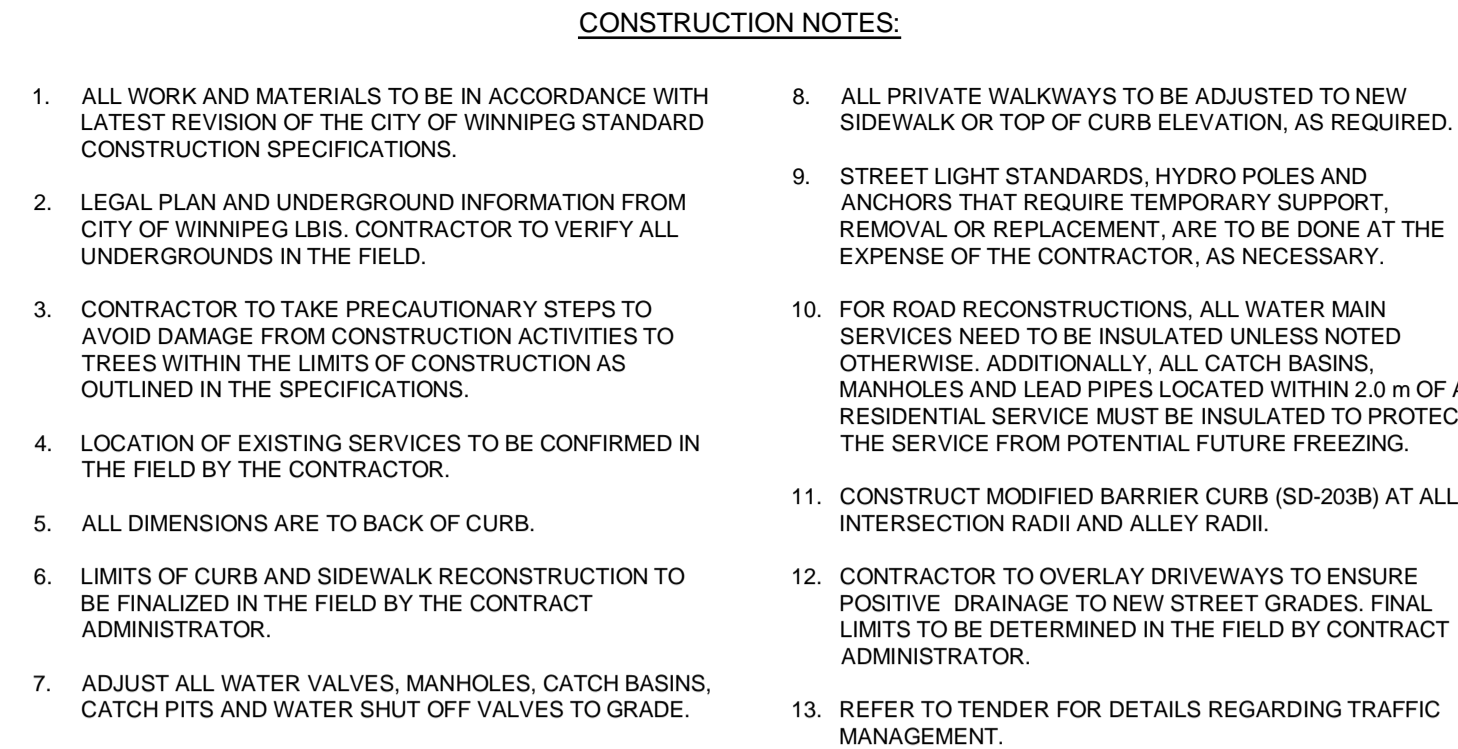 CONSTRUCTION NOTES:
1. ALL WORK AND MATERIALS TO BE IN ACCORDANCE WITH
LATEST REVISION OF THE CITY OF WINNIPEG STANDARD
CONSTRUCTION SPECIFICATIONS.
2. LEGAL PLAN AND UNDERGROUND INFORMATION FROM
CITY OF WINNIPEG LBIS. CONTRACTOR TO VERIFY ALL
UNDERGROUNDS IN THE FIELD.
3. CONTRACTOR TO TAKE PRECAUTIONARY STEPS TO
AVOID DAMAGE FROM CONSTRUCTION ACTIVITIES TO
TREES WITHIN THE LIMITS OF CONSTRUCTION AS
OUTLINED IN THE SPECIFICATIONS.
4. LOCATION OF EXISTING SERVICES TO BE CONFIRMED IN
THE FIELD BY THE CONTRACTOR.
5. ALL DIMENSIONS ARE TO BACK OF CURB.
6. LIMITS OF CURB AND SIDEWALK RECONSTRUCTION TO
BE FINALIZED IN THE FIELD BY THE CONTRACT
ADMINISTRATOR.
7. ADJUST ALL WATER VALVES, MANHOLES, CATCH BASINS,
CATCH PITS AND WATER SHUT OFF VALVES TO GRADE.
8. ALL PRIVATE WALKWAYS TO BE ADJUSTED TO NEW
SIDEWALK OR TOP OF CURB ELEVATION, AS REQUIRED.
9. STREET LIGHT STANDARDS, HYDRO POLES AND
ANCHORS THAT REQUIRE TEMPORARY SUPPORT,
REMOVAL OR REPLACEMENT, ARE TO BE DONE AT THE
EXPENSE OF THE CONTRACTOR, AS NECESSARY.
10. FOR ROAD RECONSTRUCTIONS, ALL WATER MAIN
SERVICES NEED TO BE INSULATED UNLESS NOTED
OTHERWISE. ADDITIONALLY, ALL CATCH BASINS,
MANHOLES AND LEAD PIPES LOCATED WITHIN 2.0 m OF A
RESIDENTIAL SERVICE MUST BE INSULATED TO PROTEC
THE SERVICE FROM POTENTIAL FUTURE FREEZING.
11. CONSTRUCT MODIFIED BARRIER CURB (SD-203B) AT ALL
INTERSECTION RADII AND ALLEY RADII.
12. CONTRACTOR TO OVERLAY DRIVEWAYS TO ENSURE
POSITIVE DRAINAGE TO NEW STREET GRADES. FINAL
LIMITS TO BE DETERMINED IN THE FIELD BY CONTRACT
ADMINISTRATOR.
13. REFER TO TENDER FOR DETAILS REGARDING TRAFFIC
MANAGEMENT.